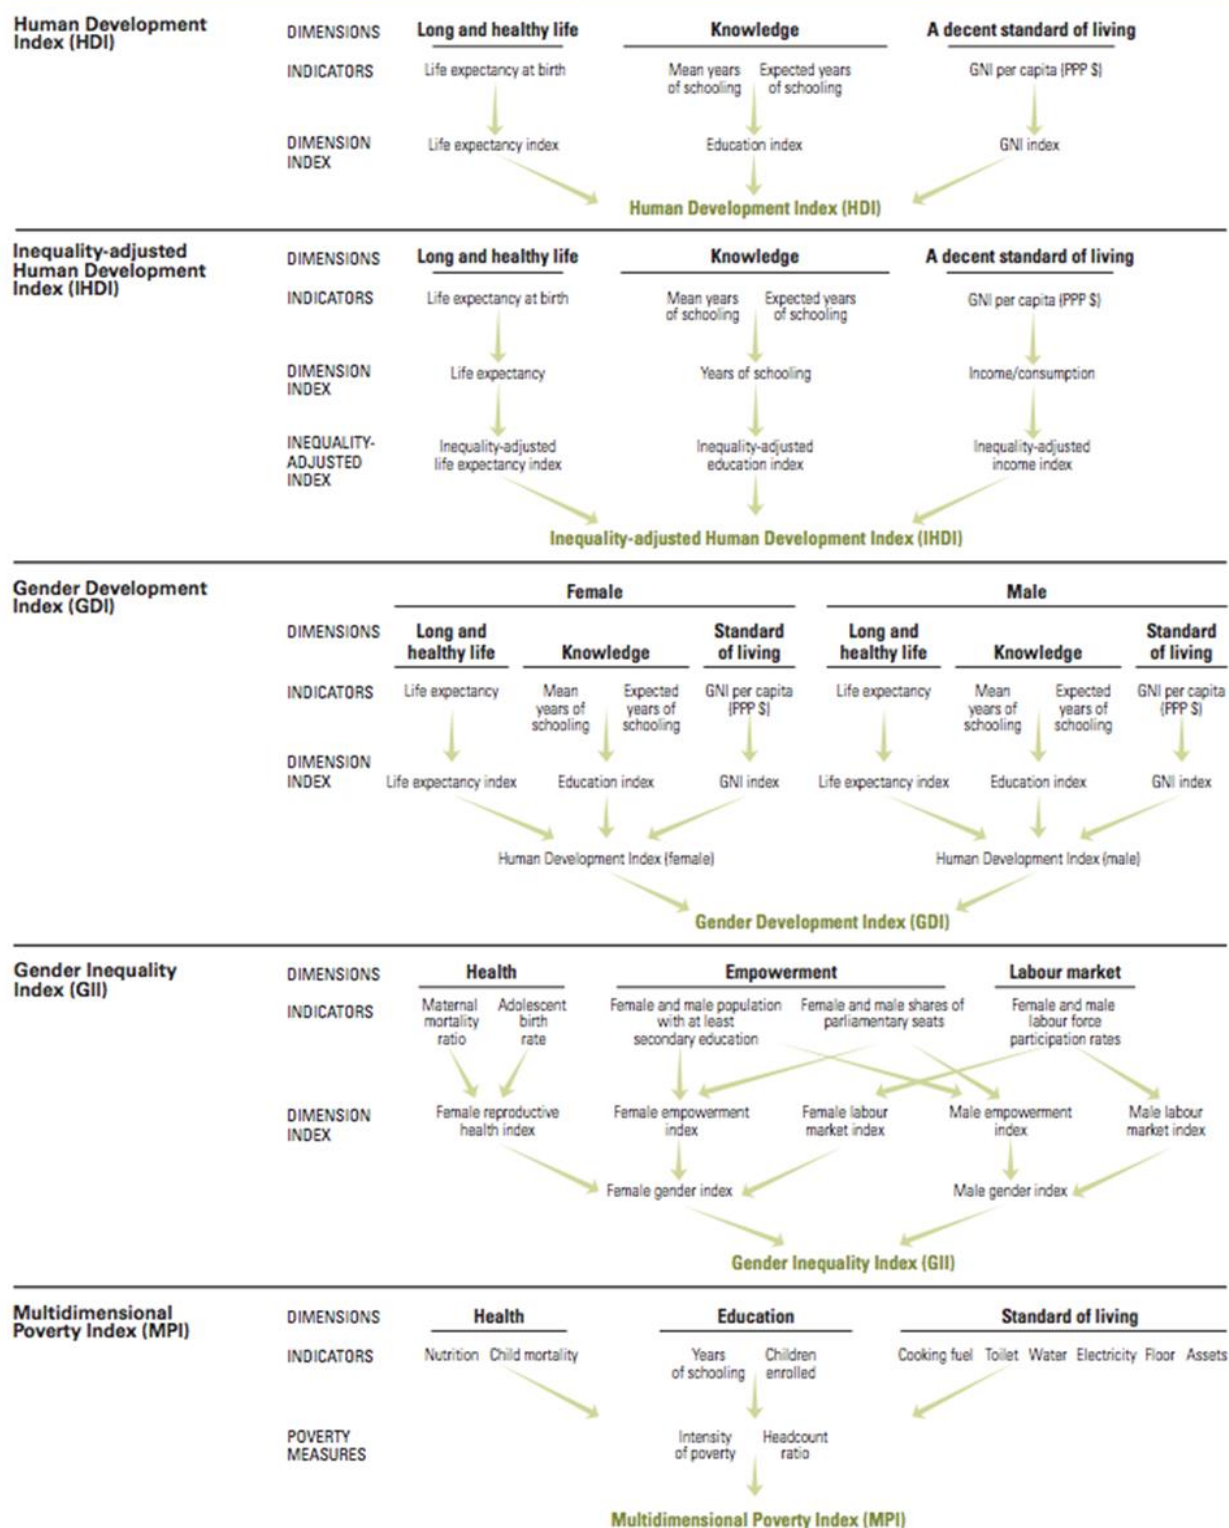 Human Development
Index (HDI)
DIMENSIONS Long and healthy life Knowledge A decent standard of living
INDICATORS Life expectancy at birth Mean years Expected years GNI per capita (PPP $)
of schooling of schooling
DIMENSION Life expectancy index Education index GNI index
INDEX
Human Development Index (HDI)
Inequality-adjusted
Human Development
Index (IHDI)
DIMENSIONS Long and healthy life Knowledge A decent standard of living
INDICATORS Life expectancy at birth Mean years Expected years GNI per capita (PPP $)
of schooling of schooling
DIMENSION Life expectancy Years of schooling Income/consumption
INDEX
INEQUALITY- Inequality-adjusted Inequality-adjusted Inequality-adjusted
ADJUSTED life expectancy index education index income index
INDEX
Inequality-adjusted Human Development Index (IHDI)
Gender Development
Index (GDI)
Female Male
DIMENSIONS Long and Standard Long and Standard
healthy life Knowledge of living healthy life Knowledge of living
INDICATORS Life expectancy Mean Expected GNI per capita Life expectancy Mean Expected GNI per capita
years of years of (PPP $) years of years of (PPP $)
schooling schooling schooling schooling
DIMENSION
INDEX Life expectancy index Education index GNI index Life expectancy index Education index GNI index
Human Development Index (female) Human Development Index (male)
Gender Development Index (GDI)
Gender Inequality
Index (GII)
DIMENSIONS Health Empowerment Labour market
INDICATORS Maternal Adolescent Female and male population Female and male shares of Female and male
mortality birth with at least parliamentary seats labour force
ratio rate secondary education participation rates
DIMENSION Female reproductive Female empowerment Female labour Male empowerment Male labour
INDEX health index index market index index market index
Female gender index Male gender index
Gender Inequality Index (GII)
Multidimensional
Poverty Index (MPI)
DIMENSIONS Health Education Standard of living
INDICATORS Nutrition Child mortality Years Children Cooking fuel Toilet Water Electricity Floor Assets
of schooling enrolled
POVERTY Intensity Headcount
MEASURES of poverty ratio
Multidimensional Poverty Index (MPI)